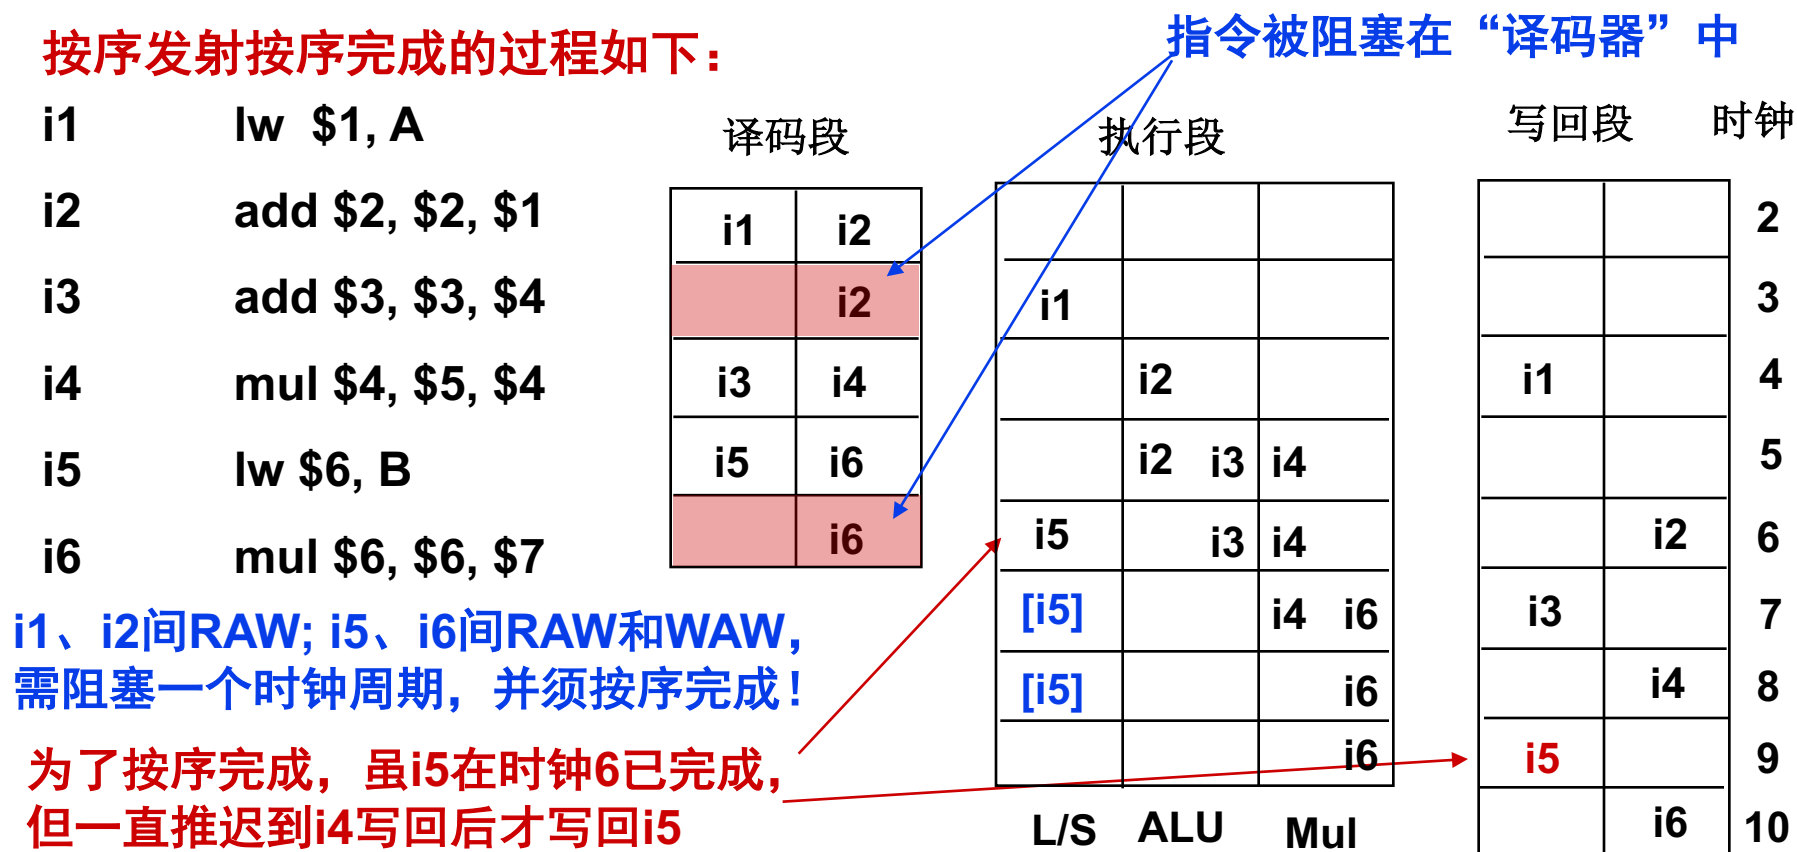 按序发射按序完成的过程如下：
指令被阻塞在“译码器”中
i1 lw $1, A
i2 add $2, $2, $1
i3 add $3, $3, $4
i4 mul $4, $5, $4
i5 lw $6, B
i6 mul $6, $6, $7
i1、i2间RAW; i5、i6间RAW和WAW，
需阻塞一个时钟周期，并须按序完成！
为了按序完成，虽i5在时钟6已完成，
但一直推迟到i4写回后才写回i5
译码段 执行段 写回段 时钟
i1 i2 2
i2 i1 3
i3 i4 i2 i1 4
i5 i6 i2 i3 i4 5
i6 i5 i3 i4 i2 6
[i5] i4 i6 i3 7
[i5] i6 i4 8
i6 i5 9
i6 10
L/S ALU Mul